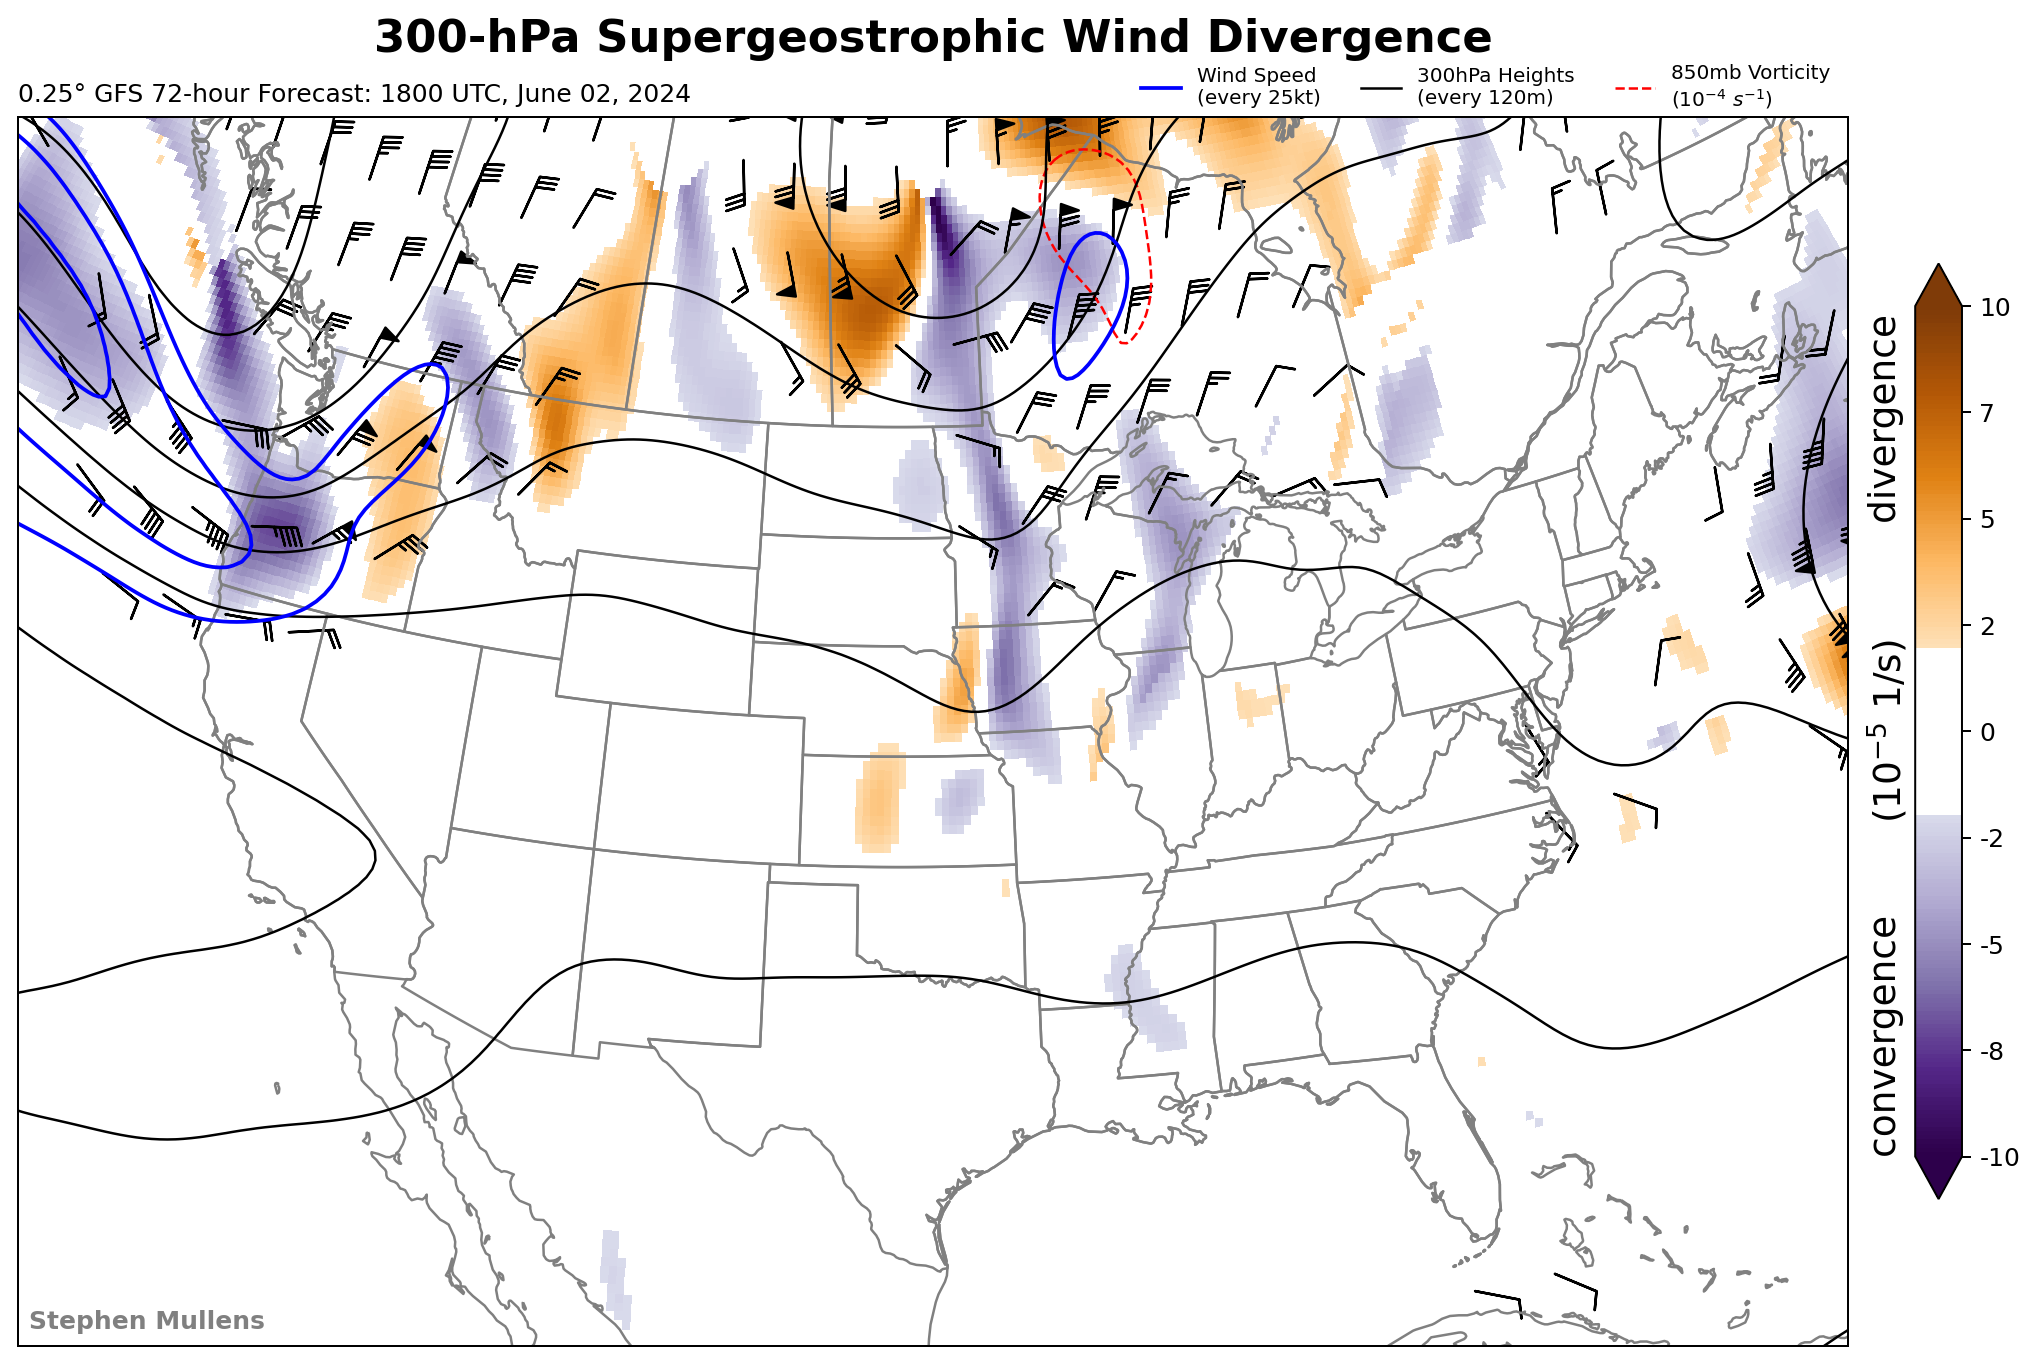 300-hPa Supergeostrophic Wind Divergence
0.25° GFS 72-hour Forecast: 1800 UTC, June 02, 2024
Wind Speed
(every 25kt)
300hPa Heights
(every 120m)
850mb Vorticity
(10⁻⁴ s⁻¹)
10
7
5
2
0
-2
-5
-8
-10
convergence (10⁻⁵ 1/s) divergence
Stephen Mullens